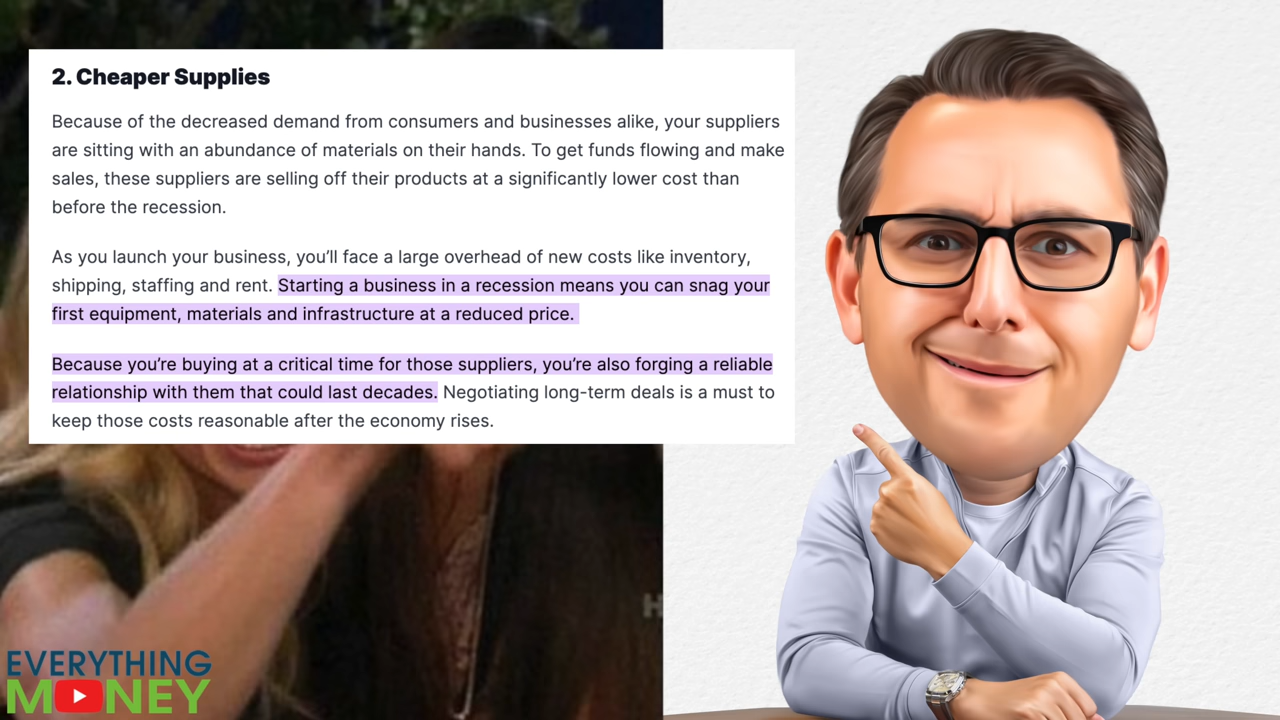 2. Cheaper Supplies
Because of the decreased demand from consumers and businesses alike, your suppliers
are sitting with an abundance of materials on their hands. To get funds flowing and make
sales, these suppliers are selling off their products at a significantly lower cost than
before the recession.
As you launch your business, you’ll face a large overhead of new costs like inventory,
shipping, staffing and rent. Starting a business in a recession means you can snag your
first equipment, materials and infrastructure at a reduced price.
Because you’re buying at a critical time for those suppliers, you’re also forging a reliable
relationship with them that could last decades. Negotiating long-term deals is a must to
keep those costs reasonable after the economy rises.
H
EVERYTHING
MONEY